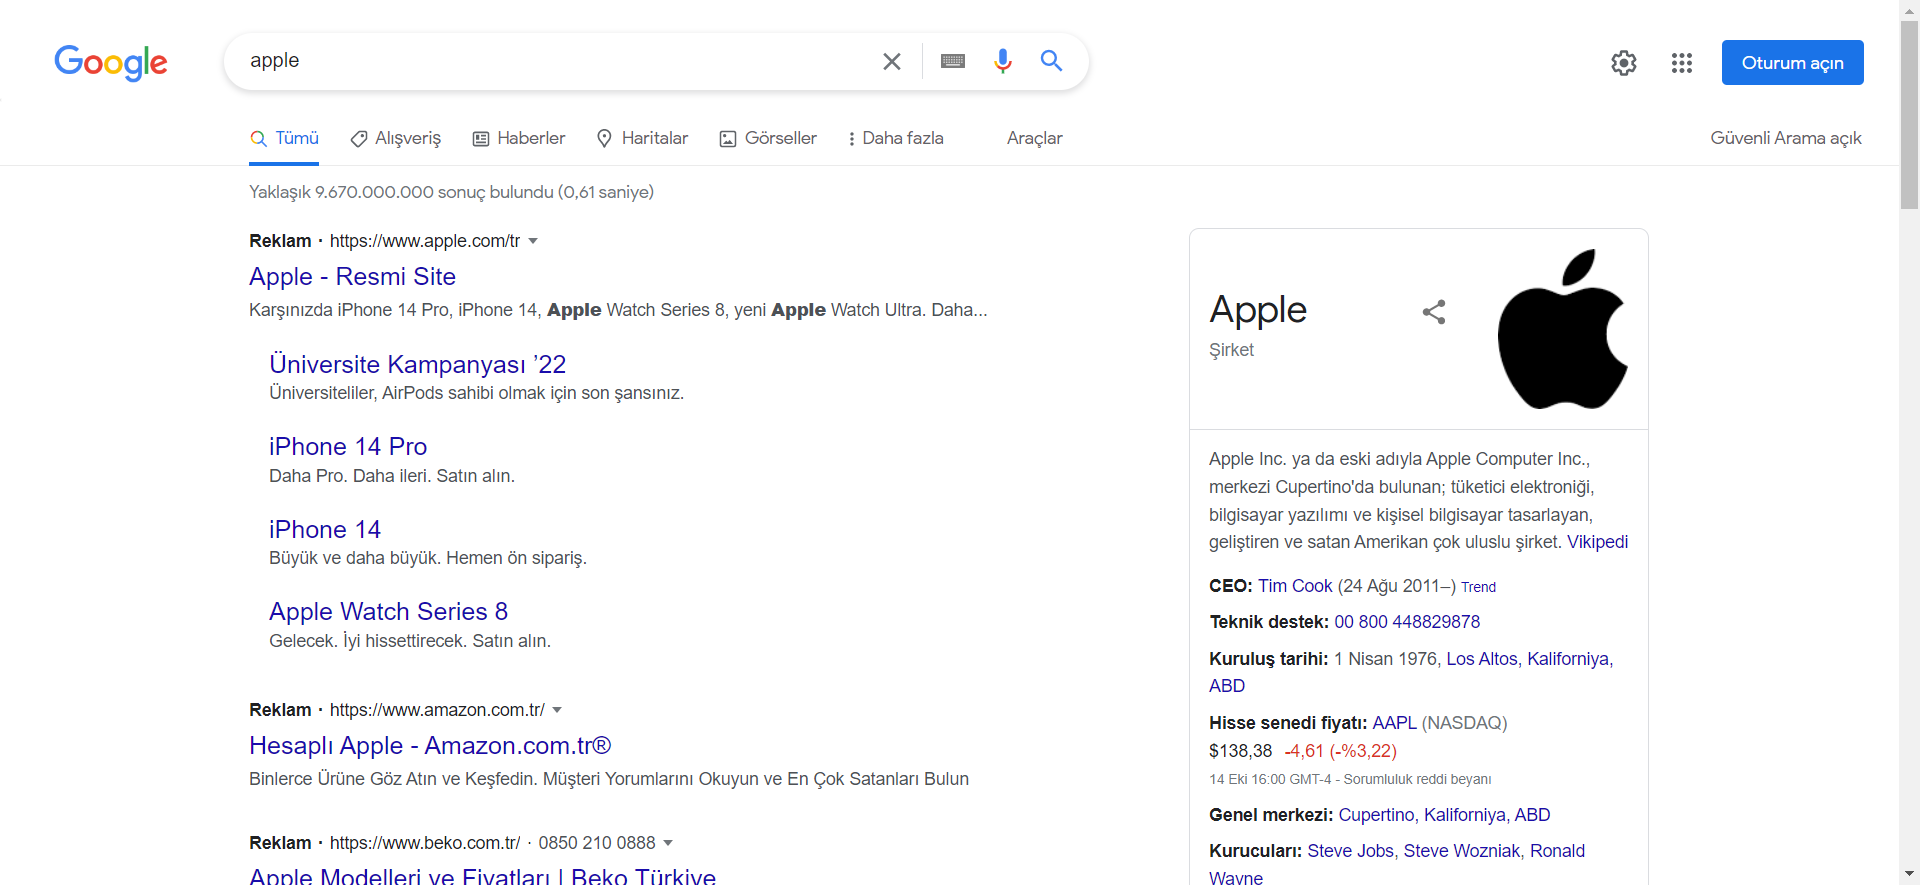 Google
apple
Oturum açın
Tümü
Alışveriş
Haberler
Haritalar
Görseller
Daha fazla
Araçlar
Güvenli Arama açık
Yaklaşık 9.670.000.000 sonuç bulundu (0,61 saniye)
Reklam · https://www.apple.com/tr
Apple - Resmi Site
Karşınızda iPhone 14 Pro, iPhone 14, Apple Watch Series 8, yeni Apple Watch Ultra. Daha...
Üniversite Kampanyası ’22
Üniversiteliler, AirPods sahibi olmak için son şansınız.
iPhone 14 Pro
Daha Pro. Daha ileri. Satın alın.
iPhone 14
Büyük ve daha büyük. Hemen ön sipariş.
Apple Watch Series 8
Gelecek. İyi hissettirecek. Satın alın.
Reklam · https://www.amazon.com.tr/
Hesaplı Apple - Amazon.com.tr®
Binlerce Ürüne Göz Atın ve Keşfedin. Müşteri Yorumlarını Okuyun ve En Çok Satanları Bulun
Reklam · https://www.beko.com.tr/ · 0850 210 0888
Apple Modelleri ve Fiyatları | Beko Türkiye
Apple
Şirket
Apple Inc. ya da eski adıyla Apple Computer Inc.,
merkezi Cupertino'da bulunan; tüketici elektroniği,
bilgisayar yazılımı ve kişisel bilgisayar tasarlayan,
geliştiren ve satan Amerikan çok uluslu şirket. Vikipedi
CEO: Tim Cook (24 Ağu 2011–) Trend
Teknik destek: 00 800 448829878
Kuruluş tarihi: 1 Nisan 1976, Los Altos, Kaliforniya,
ABD
Hisse senedi fiyatı: AAPL (NASDAQ)
$138,38 -4,61 (-%3,22)
14 Eki 16:00 GMT-4 - Sorumluluk reddi beyanı
Genel merkezi: Cupertino, Kaliforniya, ABD
Kurucuları: Steve Jobs, Steve Wozniak, Ronald
Wayne